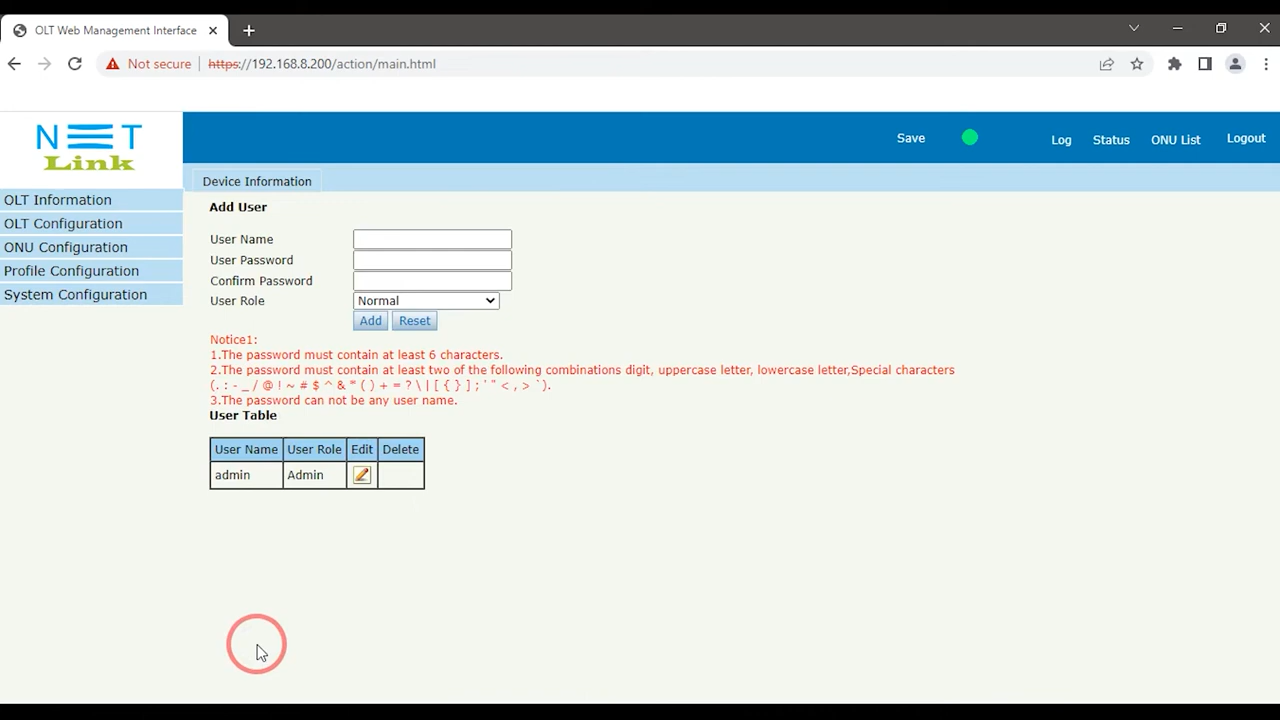 OLT Web Management Interface
Not secure https://192.168.8.200/action/main.html
NET
Link
Save
Log
Status
ONU List
Logout
OLT Information
OLT Configuration
ONU Configuration
Profile Configuration
System Configuration
Device Information
Add User
User Name
User Password
Confirm Password
User Role Normal
Add Reset
Notice1:
1.The password must contain at least 6 characters.
2.The password must contain at least two of the following combinations digit, uppercase letter, lowercase letter,Special characters
(. : - _ / @ ! ~ # $ ^ & * ( ) + = ? \ | [ { } ] ; ' " < , > ` ).
3.The password can not be any user name.
User Table
User Name User Role Edit Delete
admin Admin